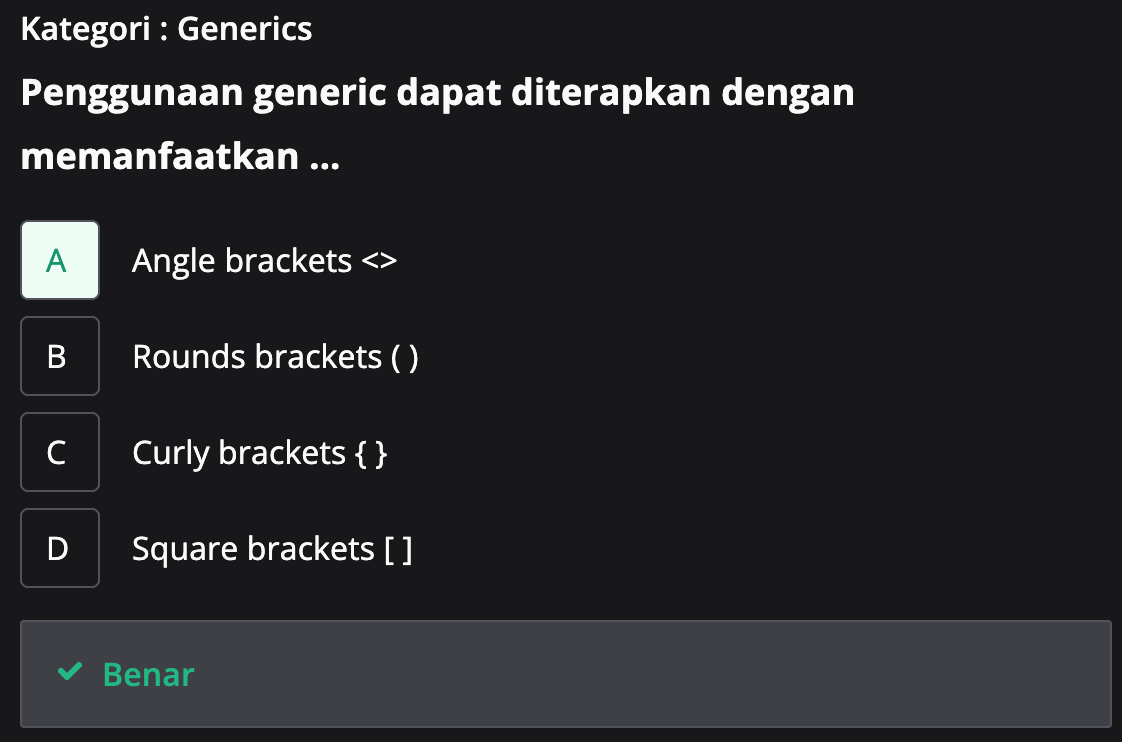 Kategori : Generics
Penggunaan generic dapat diterapkan dengan
memanfaatkan ...
A Angle brackets <>
B Rounds brackets ( )
C Curly brackets { }
D Square brackets [ ]
✔ Benar